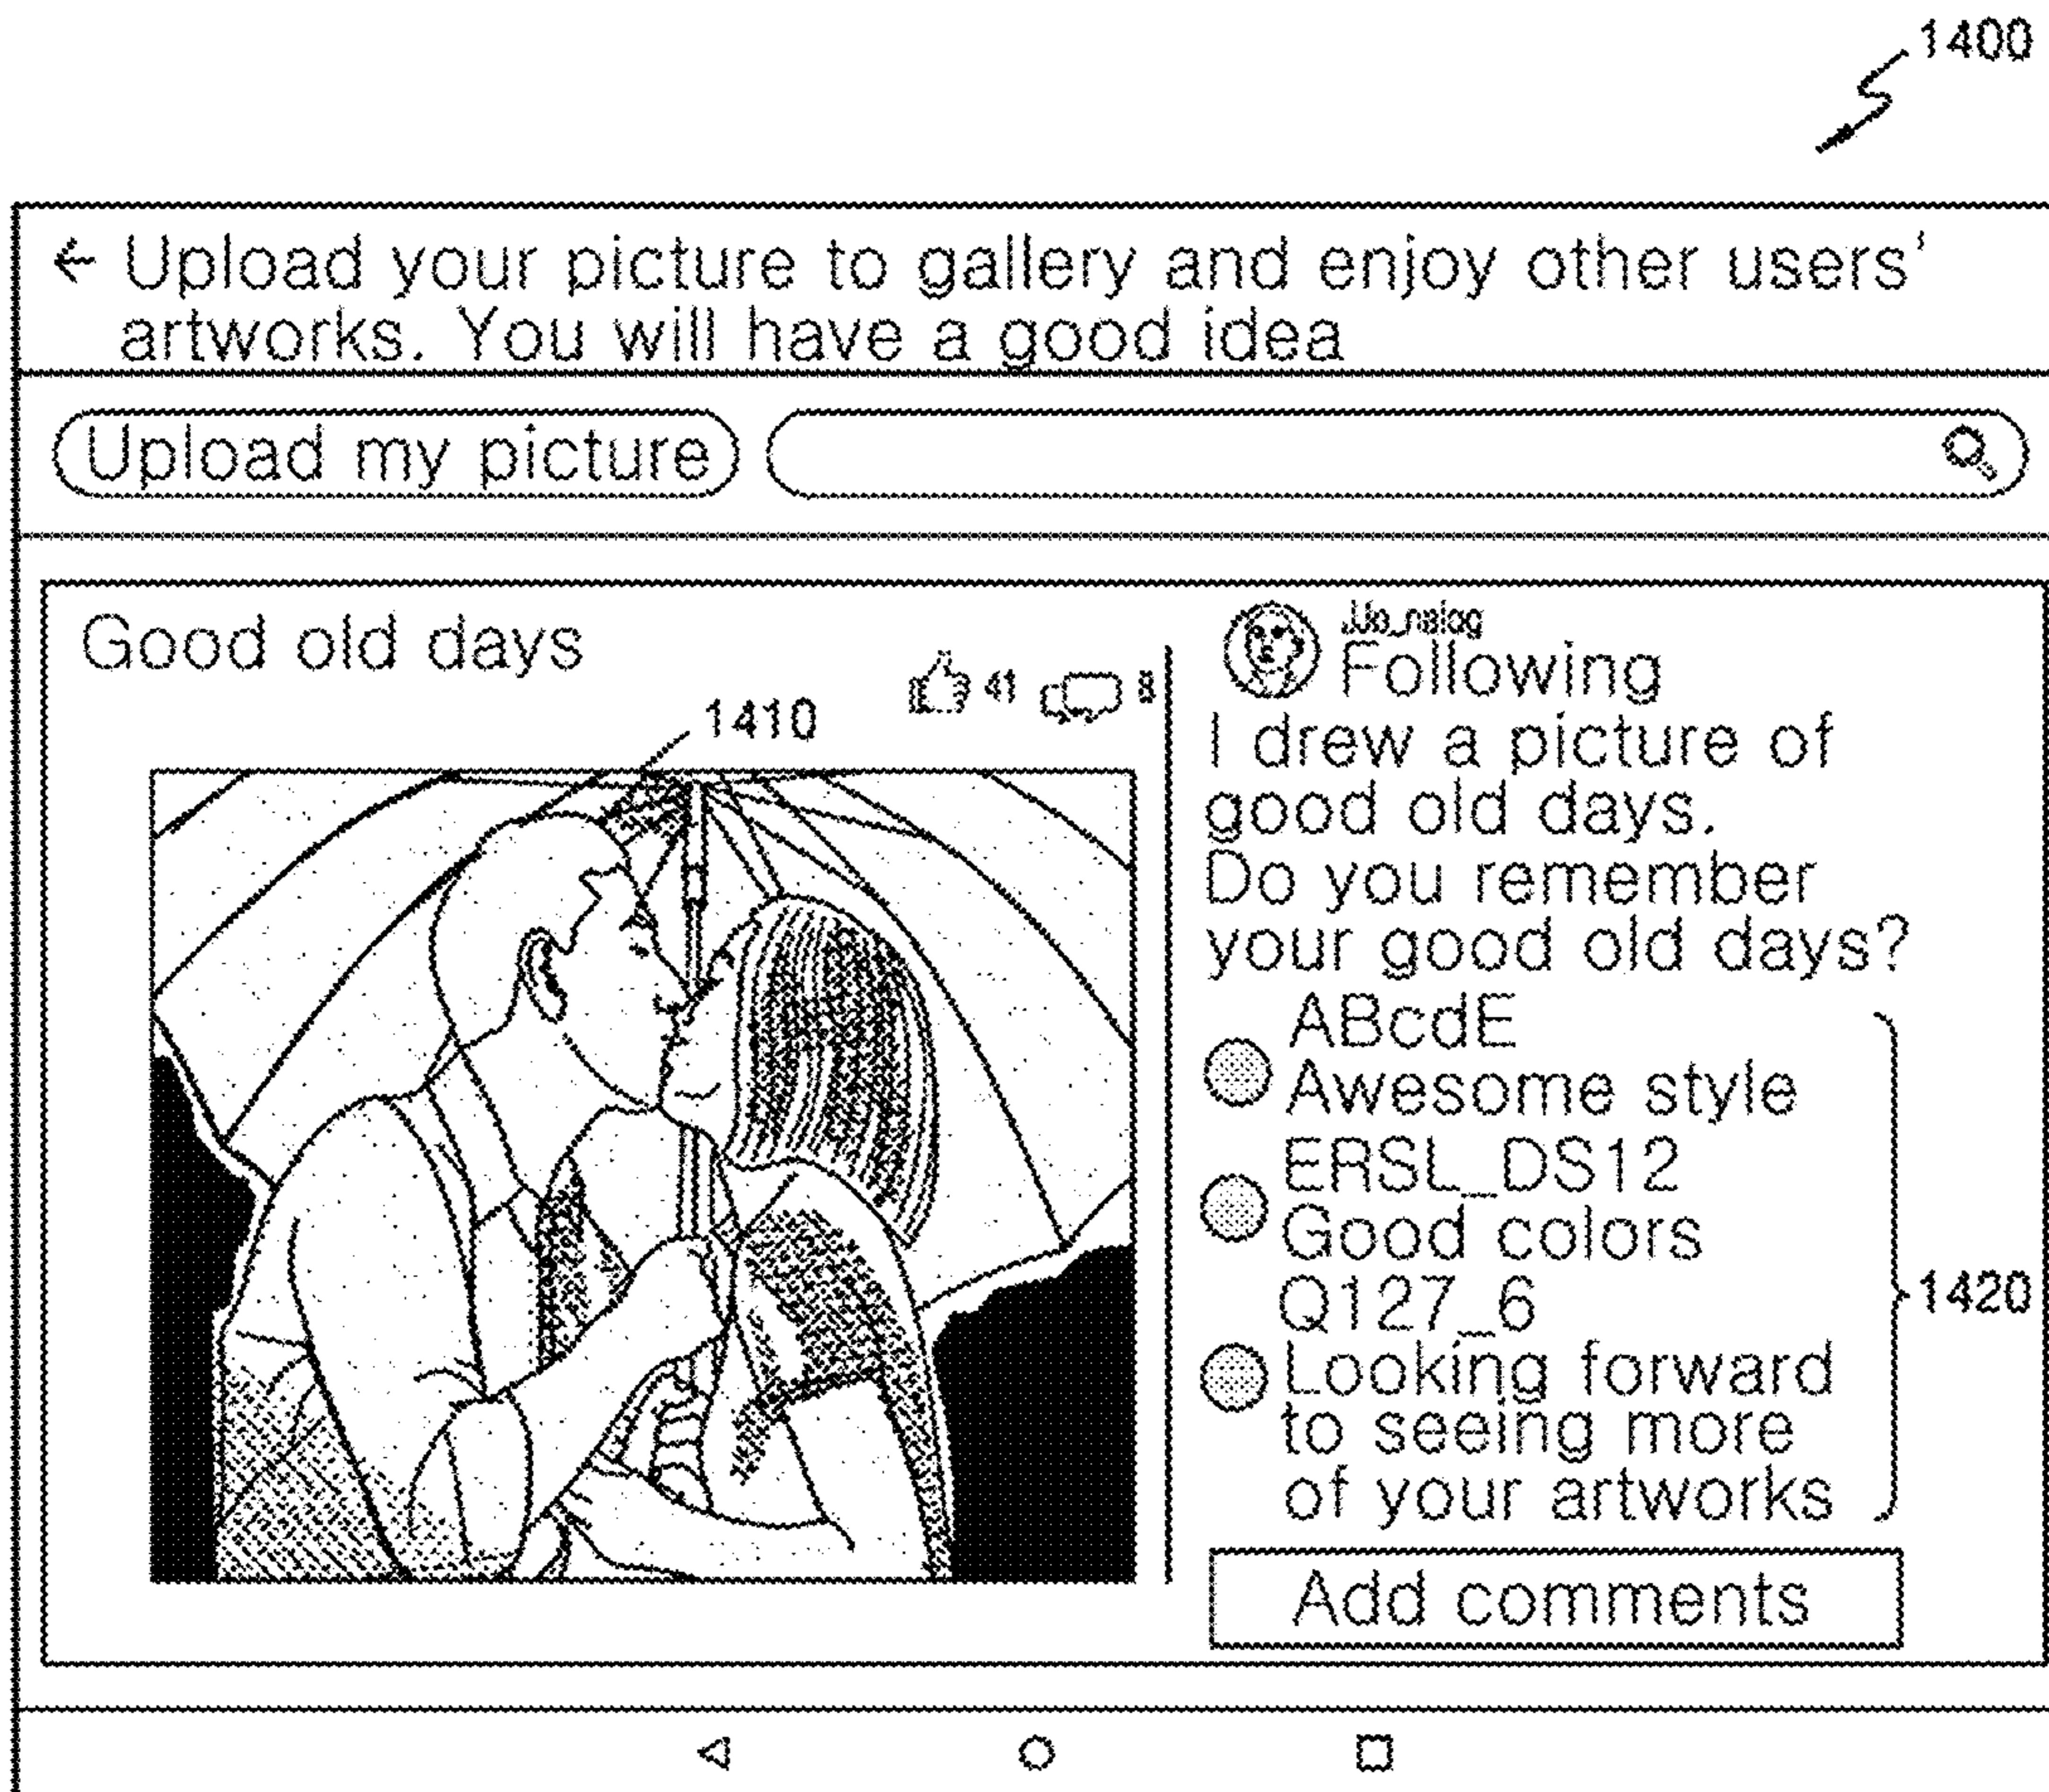 1400
← Upload your picture to gallery and enjoy other users'
artworks. You will have a good idea
Upload my picture
Good old days
41
8
1410
Following
I drew a picture of
good old days.
Do you remember
your good old days?
ABcdE
Awesome style
ERSL_DS12
Good colors
Q127_6
Looking forward
to seeing more
of your artworks
1420
Add comments